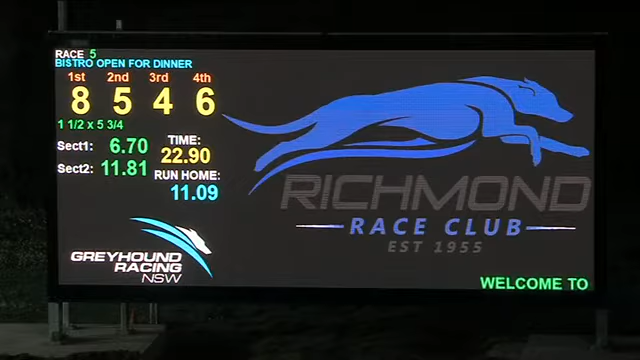 RACE 5
BISTRO OPEN FOR DINNER
1st 2nd 3rd 4th
8 5 4 6
1 1/2 x 5 3/4
Sect1: 6.70
TIME:
22.90
Sect2: 11.81
RUN HOME:
11.09
GREYHOUND
RACING
NSW
RICHMOND
RACE CLUB
EST 1955
WELCOME TO